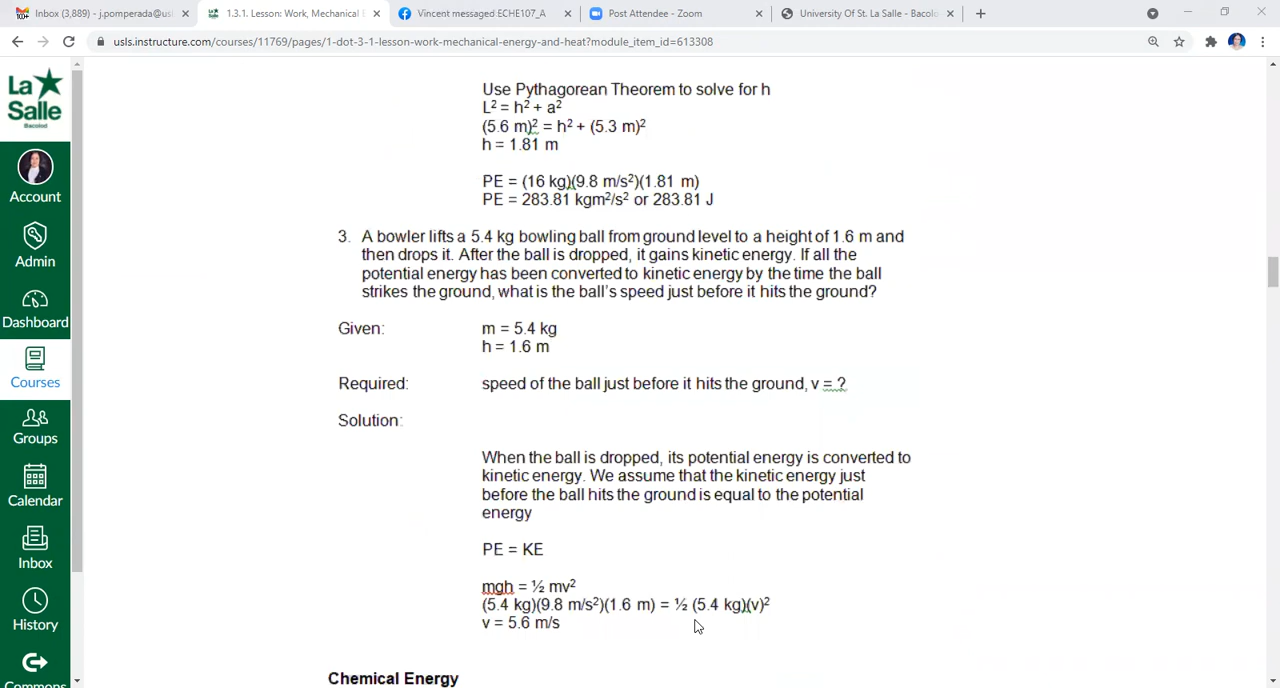 Inbox (3,889) - j.pomperada@us
1.3.1. Lesson: Work, Mechanical E
Vincent messaged ECHE107_A
Post Attendee - Zoom
University Of St. La Salle - Bacolo
usls.instructure.com/courses/11769/pages/1-dot-3-1-lesson-work-mechanical-energy-and-heat?module_item_id=613308
La
Salle
Bacolod
Account
Admin
Dashboard
Courses
Groups
Calendar
Inbox
History
Commons
Use Pythagorean Theorem to solve for h
L² = h² + a²
(5.6 m)² = h² + (5.3 m)²
h = 1.81 m
PE = (16 kg)(9.8 m/s²)(1.81 m)
PE = 283.81 kgm²/s² or 283.81 J
3. A bowler lifts a 5.4 kg bowling ball from ground level to a height of 1.6 m and
then drops it. After the ball is dropped, it gains kinetic energy. If all the
potential energy has been converted to kinetic energy by the time the ball
strikes the ground, what is the ball's speed just before it hits the ground?
Given: m = 5.4 kg
h = 1.6 m
Required: speed of the ball just before it hits the ground, v = ?
Solution:
When the ball is dropped, its potential energy is converted to
kinetic energy. We assume that the kinetic energy just
before the ball hits the ground is equal to the potential
energy
PE = KE
mgh = ½ mv²
(5.4 kg)(9.8 m/s²)(1.6 m) = ½ (5.4 kg)(v)²
v = 5.6 m/s
Chemical Energy